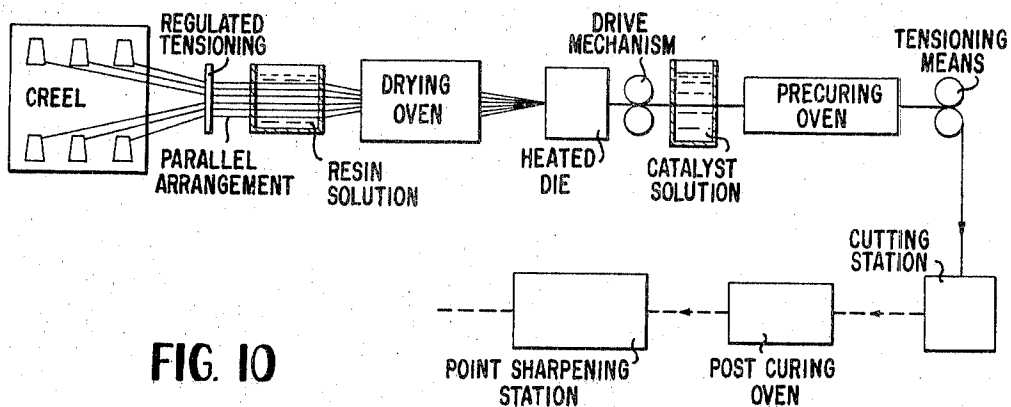 REGULATED
TENSIONING
CREEL
PARALLEL
ARRANGEMENT
RESIN
SOLUTION
DRYING
OVEN
HEATED
DIE
DRIVE
MECHANISM
CATALYST
SOLUTION
PRECURING
OVEN
TENSIONING
MEANS
CUTTING
STATION
POST CURING
OVEN
POINT SHARPENING
STATION
FIG. 10